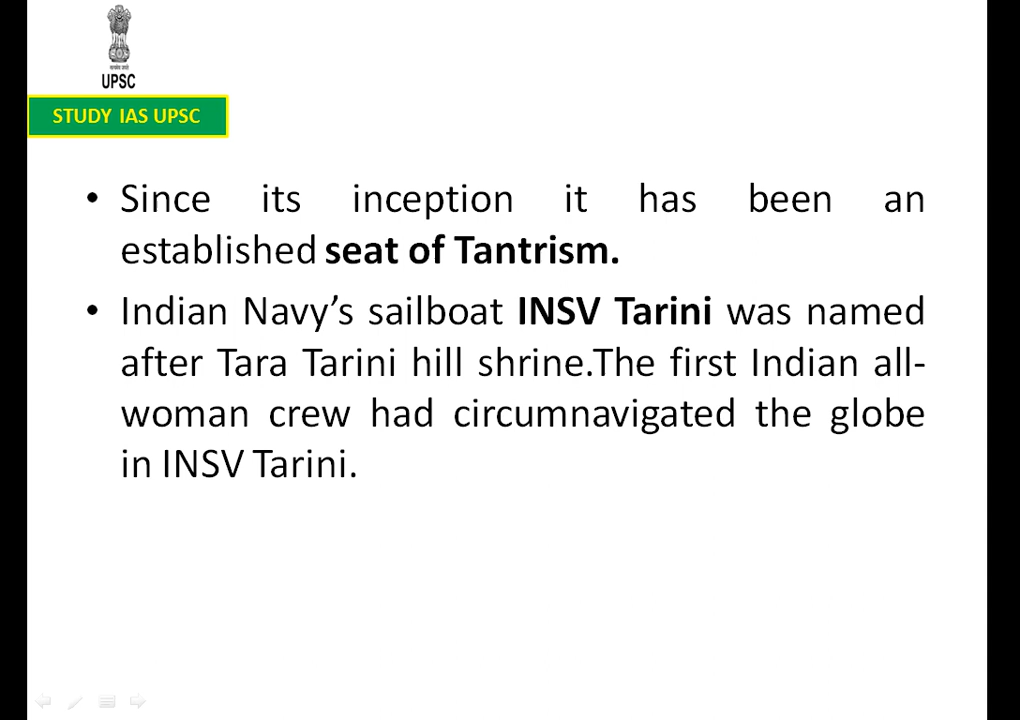 UPSC
STUDY IAS UPSC
• Since its inception it has been an
established seat of Tantrism.
• Indian Navy’s sailboat INSV Tarini was named
after Tara Tarini hill shrine.The first Indian all-
woman crew had circumnavigated the globe
in INSV Tarini.